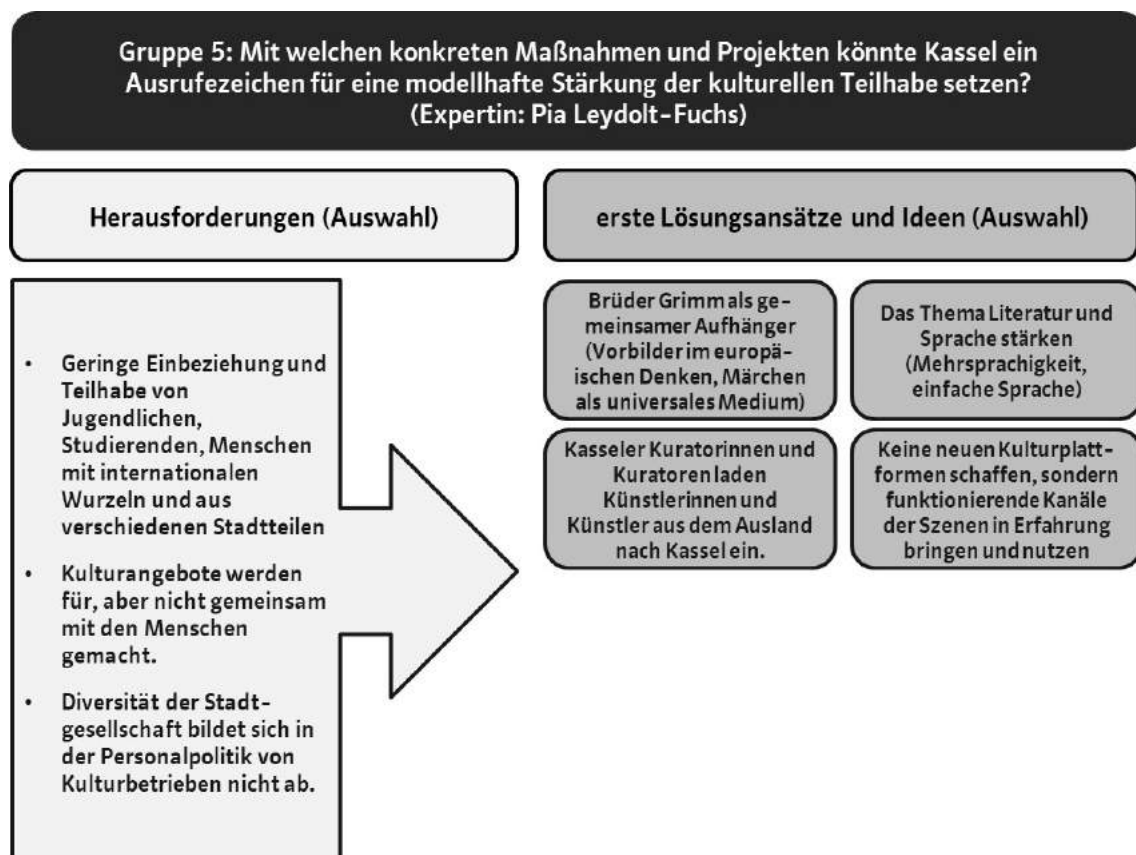 Gruppe 5: Mit welchen konkreten Maßnahmen und Projekten könnte Kassel ein
Ausrufezeichen für eine modellhafte Stärkung der kulturellen Teilhabe setzen?
(Expertin: Pia Leydolt-Fuchs)
Herausforderungen (Auswahl)
• Geringe Einbeziehung und
Teilhabe von
Jugendlichen,
Studierenden, Menschen
mit internationalen
Wurzeln und aus
verschiedenen Stadtteilen
• Kulturangebote werden
für, aber nicht gemeinsam
mit den Menschen
gemacht.
• Diversität der Stadt-
gesellschaft bildet sich in
der Personalpolitik von
Kulturbetrieben nicht ab.
erste Lösungsansätze und Ideen (Auswahl)
Brüder Grimm als ge-
meinsamer Aufhänger
(Vorbilder im europä-
ischen Denken, Märchen
als universales Medium)
Das Thema Literatur und
Sprache stärken
(Mehrsprachigkeit,
einfache Sprache)
Kasseler Kuratorinnen und
Kuratoren laden
Künstlerinnen und
Künstler aus dem Ausland
nach Kassel ein.
Keine neuen Kulturplatt-
formen schaffen, sondern
funktionierende Kanäle
der Szenen in Erfahrung
bringen und nutzen